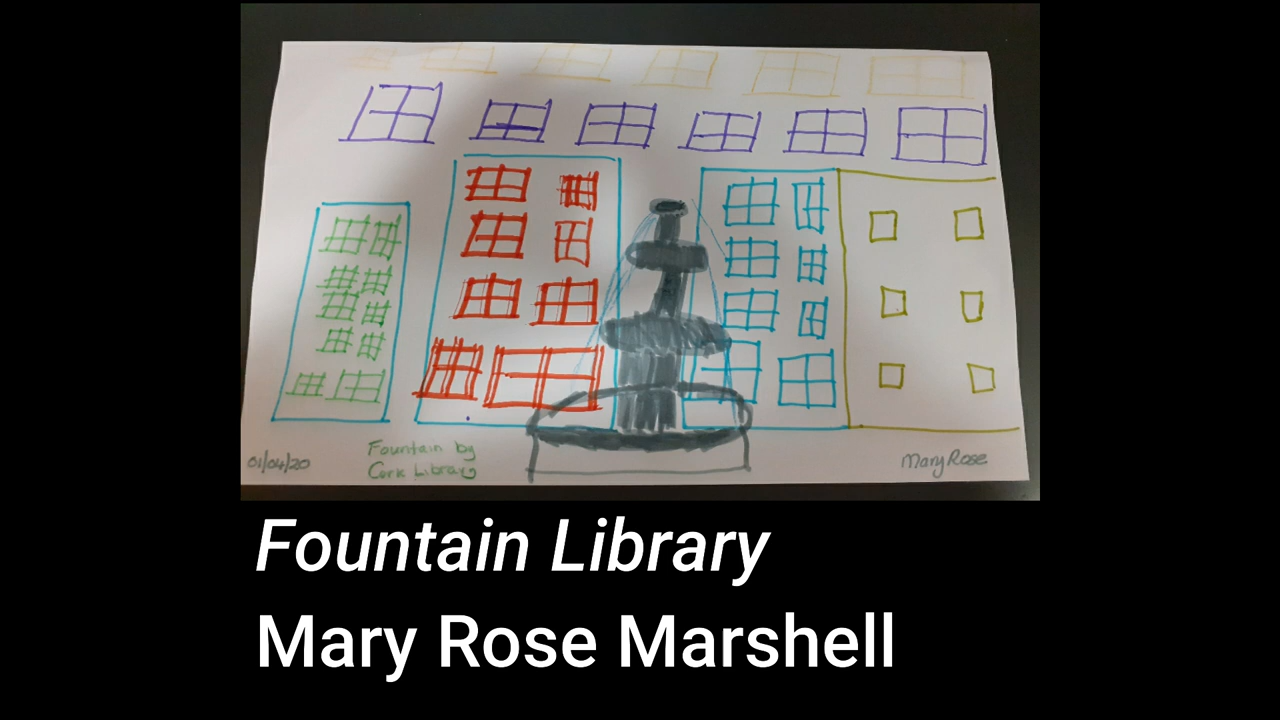 01/04/20
Fountain by
Cork Library
Mary Rose
Fountain Library
Mary Rose Marshell